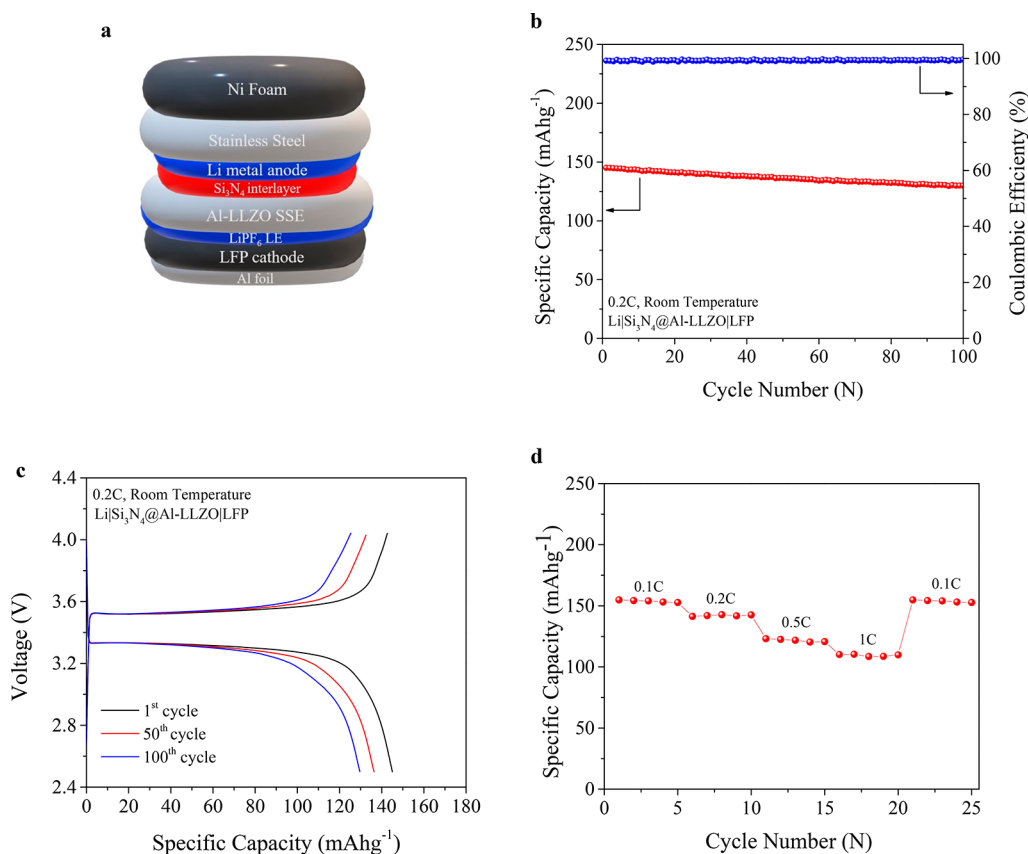 a
Ni Foam
Stainless Steel
Li metal anode
Si₃N₄ interlayer
Al-LLZO SSE
LiPF₆ LE
LFP cathode
Al foil
b
250
200
150
100
50
0
Specific Capacity (mAhg⁻¹)
100
80
60
40
20
0
Coulombic Efficienty (%)
0.2C, Room Temperature
Li|Si₃N₄@Al-LLZO|LFP
0 20 40 60 80 100
Cycle Number (N)
c
4.4
4.0
3.6
3.2
2.8
2.4
Voltage (V)
0.2C, Room Temperature
Li|Si₃N₄@Al-LLZO|LFP
1ˢᵗ cycle
50ᵗʰ cycle
100ᵗʰ cycle
0 20 40 60 80 100 120 140 160 180
Specific Capacity (mAhg⁻¹)
d
250
200
150
100
50
0
Specific Capacity (mAhg⁻¹)
0.1C
0.2C
0.5C
1C
0.1C
0 5 10 15 20 25
Cycle Number (N)